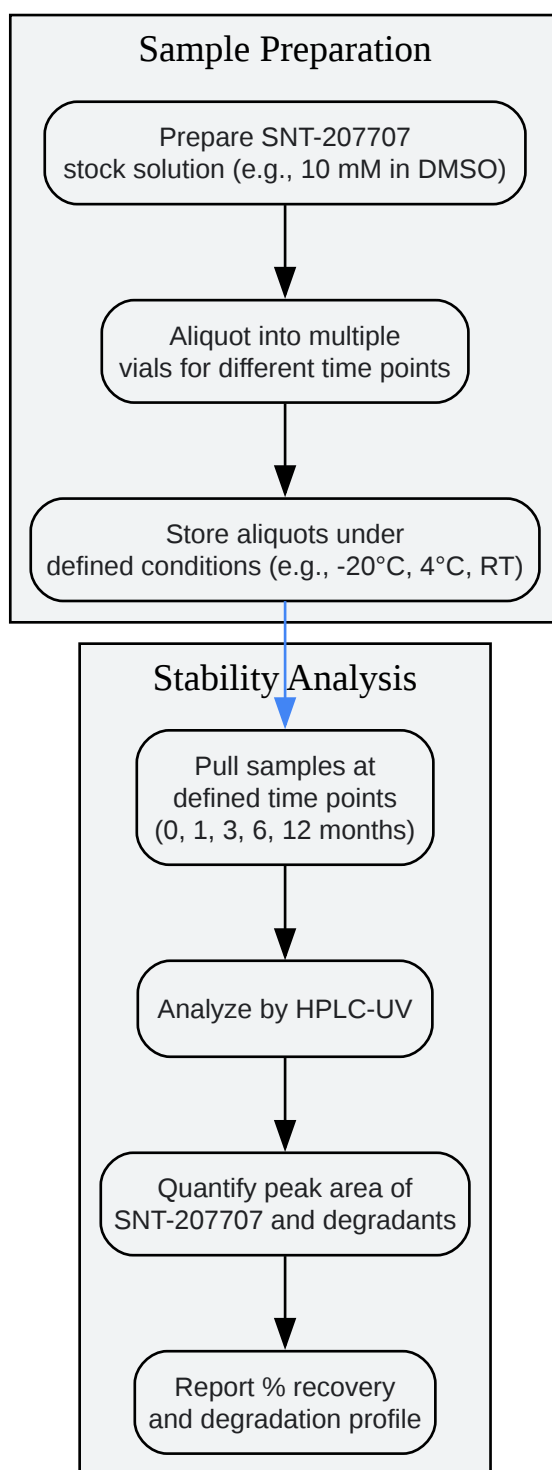 Sample Preparation
Prepare SNT-207707
stock solution (e.g., 10 mM in DMSO)
Aliquot into multiple
vials for different time points
Store aliquots under
defined conditions (e.g., -20°C, 4°C, RT)
Stability Analysis
Pull samples at
defined time points
(0, 1, 3, 6, 12 months)
Analyze by HPLC-UV
Quantify peak area of
SNT-207707 and degradants
Report % recovery
and degradation profile